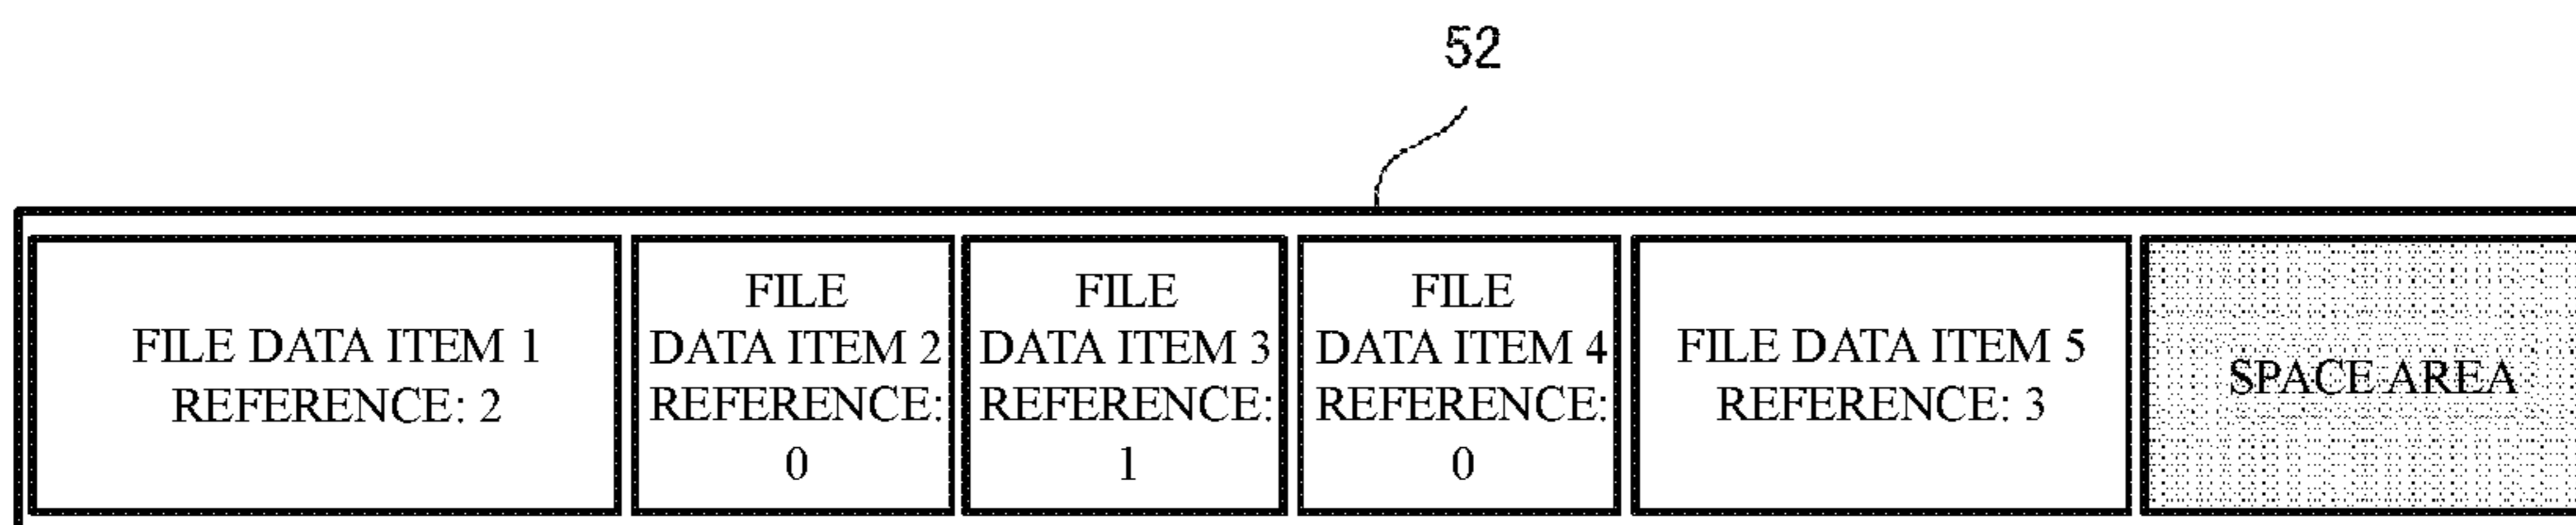 52
FILE DATA ITEM 1
REFERENCE: 2
FILE
DATA ITEM 2
REFERENCE:
0
FILE
DATA ITEM 3
REFERENCE:
1
FILE
DATA ITEM 4
REFERENCE:
0
FILE DATA ITEM 5
REFERENCE: 3
SPACE AREA